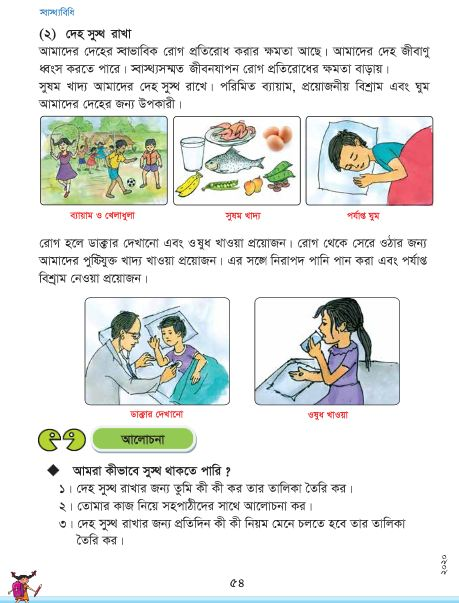 স্বাস্থ্যবিধি
(২) দেহ সুস্থ রাখা
আমাদের দেহের স্বাভাবিক রোগ প্রতিরোধ করার ক্ষমতা আছে। আমাদের দেহ জীবাণু
ধ্বংস করতে পারে। স্বাস্থ্যসম্মত জীবনযাপন রোগ প্রতিরোধের ক্ষমতা বাড়ায়।
সুষম খাদ্য আমাদের দেহ সুস্থ রাখে। পরিমিত ব্যায়াম, প্রয়োজনীয় বিশ্রাম এবং ঘুম
আমাদের দেহের জন্য উপকারী।
ব্যায়াম ও খেলাধুলা
সুষম খাদ্য
পর্যাপ্ত ঘুম
রোগ হলে ডাক্তার দেখানো এবং ওষুধ খাওয়া প্রয়োজন। রোগ থেকে সেরে ওঠার জন্য
আমাদের পুষ্টিযুক্ত খাদ্য খাওয়া প্রয়োজন। এর সঙ্গে নিরাপদ পানি পান করা এবং পর্যাপ্ত
বিশ্রাম নেওয়া প্রয়োজন।
ডাক্তার দেখানো
ওষুধ খাওয়া
আলোচনা
◆ আমরা কীভাবে সুস্থ থাকতে পারি ?
১। দেহ সুস্থ রাখার জন্য তুমি কী কী কর তার তালিকা তৈরি কর।
২। তোমার কাজ নিয়ে সহপাঠীদের সাথে আলোচনা কর।
৩। দেহ সুস্থ রাখার জন্য প্রতিদিন কী কী নিয়ম মেনে চলতে হবে তার তালিকা
তৈরি কর।
৫৪
২০২০